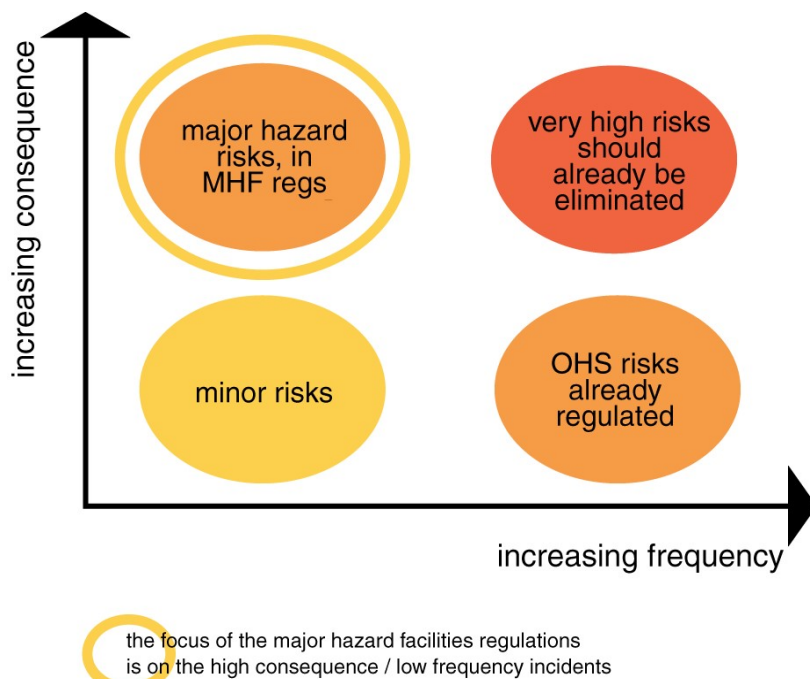 increasing consequence
major hazard
risks, in
MHF regs
very high risks
should
already be
eliminated
minor risks
OHS risks
already
regulated
increasing frequency
the focus of the major hazard facilities regulations
is on the high consequence / low frequency incidents